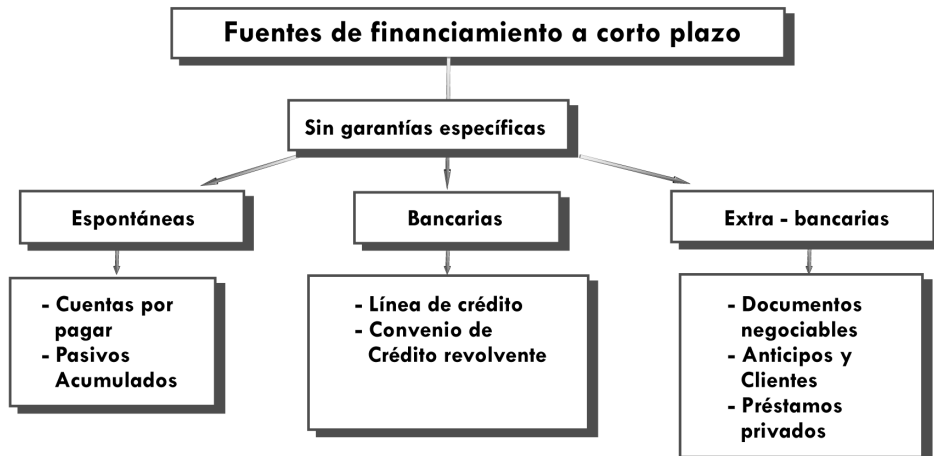 Fuentes de financiamiento a corto plazo
Sin garantías específicas
Espontáneas
Bancarias
Extra - bancarias
- Cuentas por
pagar
- Pasivos
Acumulados
- Línea de crédito
- Convenio de
Crédito revolvente
- Documentos
negociables
- Anticipos y
Clientes
- Préstamos
privados